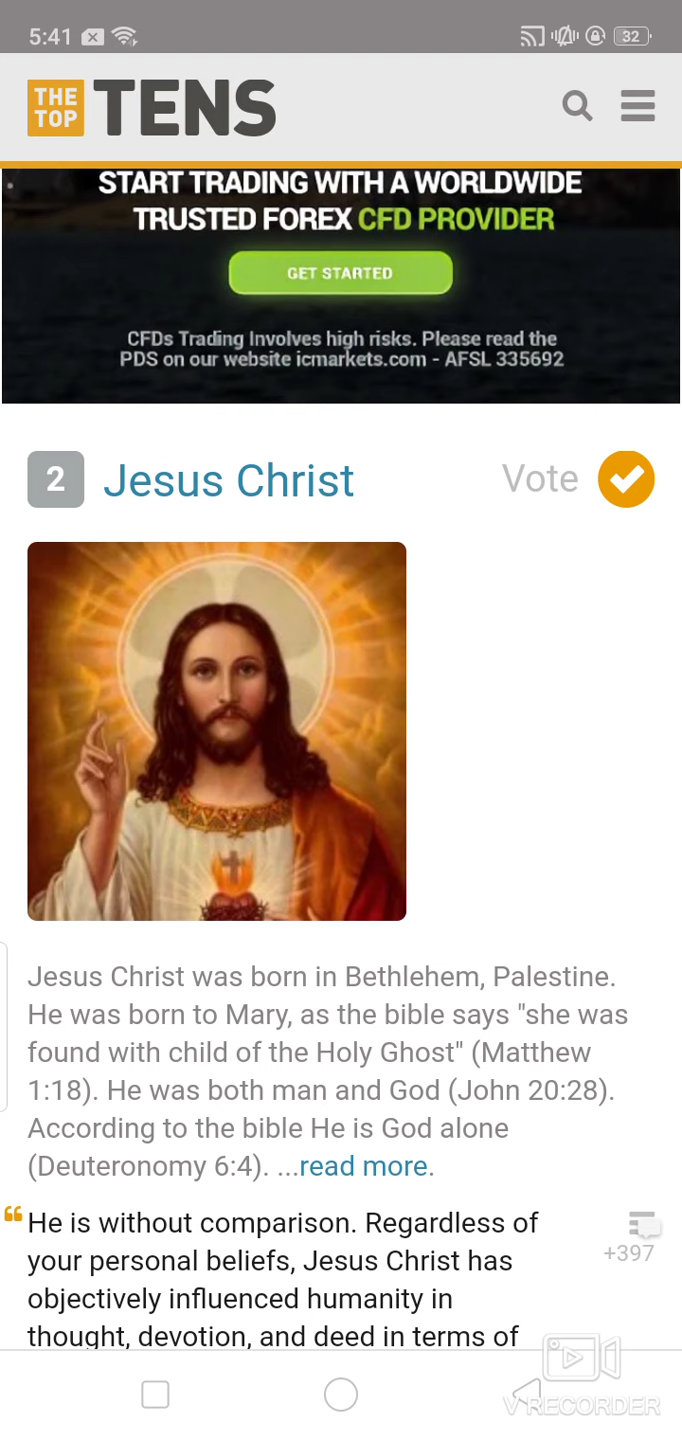 5:41
32
THE
TOP
TENS
START TRADING WITH A WORLDWIDE
TRUSTED FOREX CFD PROVIDER
GET STARTED
CFDs Trading Involves high risks. Please read the
PDS on our website icmarkets.com - AFSL 335692
2 Jesus Christ Vote
Jesus Christ was born in Bethlehem, Palestine.
He was born to Mary, as the bible says "she was
found with child of the Holy Ghost" (Matthew
1:18). He was both man and God (John 20:28).
According to the bible He is God alone
(Deuteronomy 6:4). ...read more.
“ He is without comparison. Regardless of
your personal beliefs, Jesus Christ has
objectively influenced humanity in
thought, devotion, and deed in terms of
+397
V RECORDER